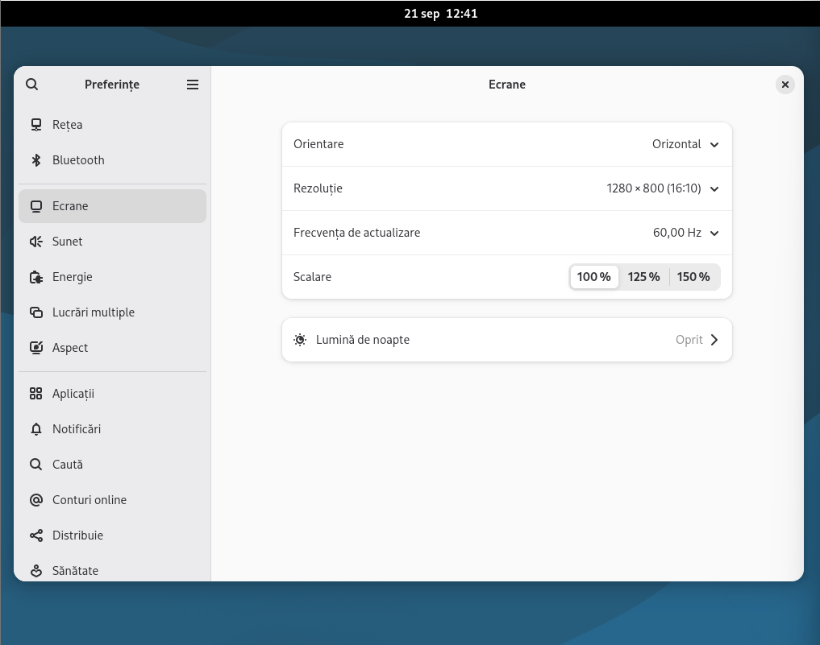 21 sep 12:41
Preferințe
Ecrane
Rețea
Bluetooth
Ecrane
Sunet
Energie
Lucrări multiple
Aspect
Aplicații
Notificări
Caută
Conturi online
Distribuie
Sănătate
Orientare Orizontal
Rezoluție 1280 × 800 (16:10)
Frecvența de actualizare 60,00 Hz
Scalare 100 % 125 % 150 %
Lumină de noapte Oprit